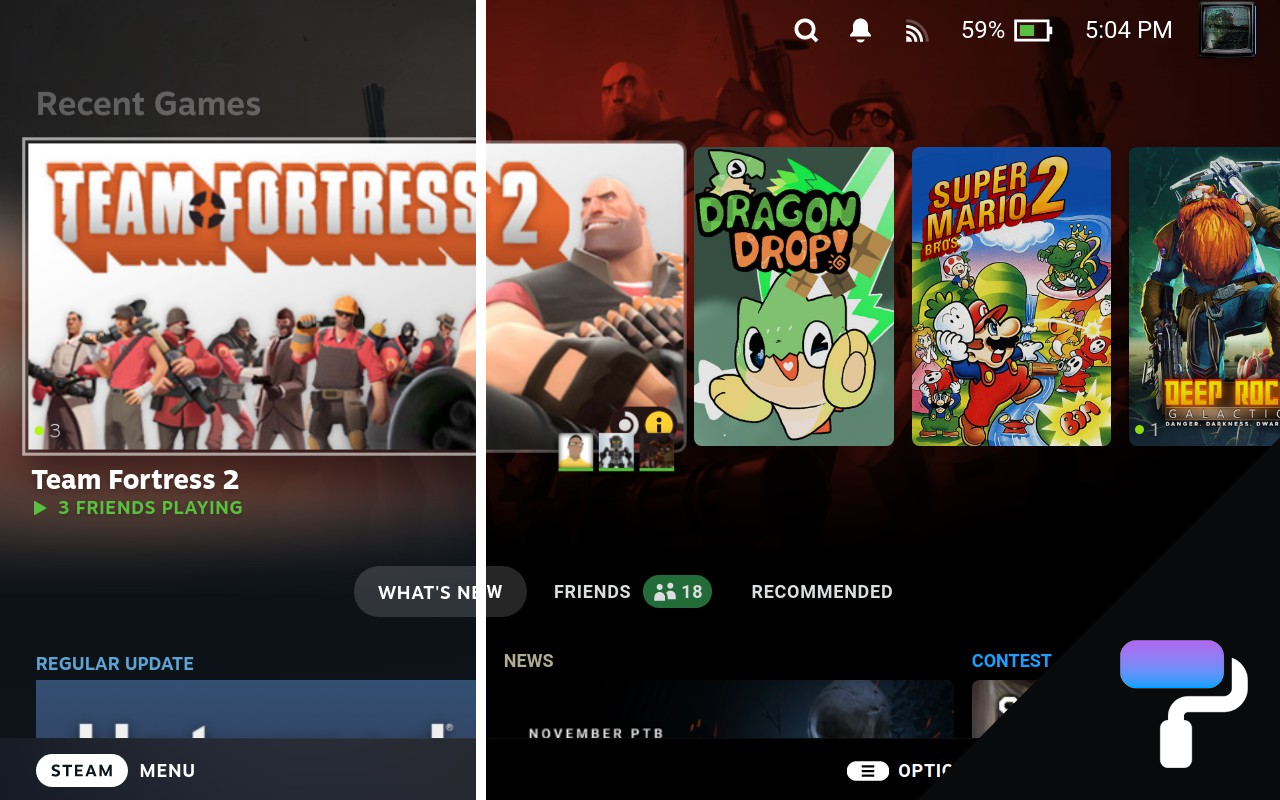 59%
5:04 PM
Recent Games
TEAM FORTRESS 2
DRAGON
DROP!
SUPER
MARIO 2
BROS
DEEP ROC
GALACTIC
DANGER. DARKNESS. DWAR
3
1
Team Fortress 2
3 FRIENDS PLAYING
WHAT'S NEW
FRIENDS
18
RECOMMENDED
REGULAR UPDATE
NEWS
CONTEST
NOVEMBER PTB
STEAM
MENU
OPTIO